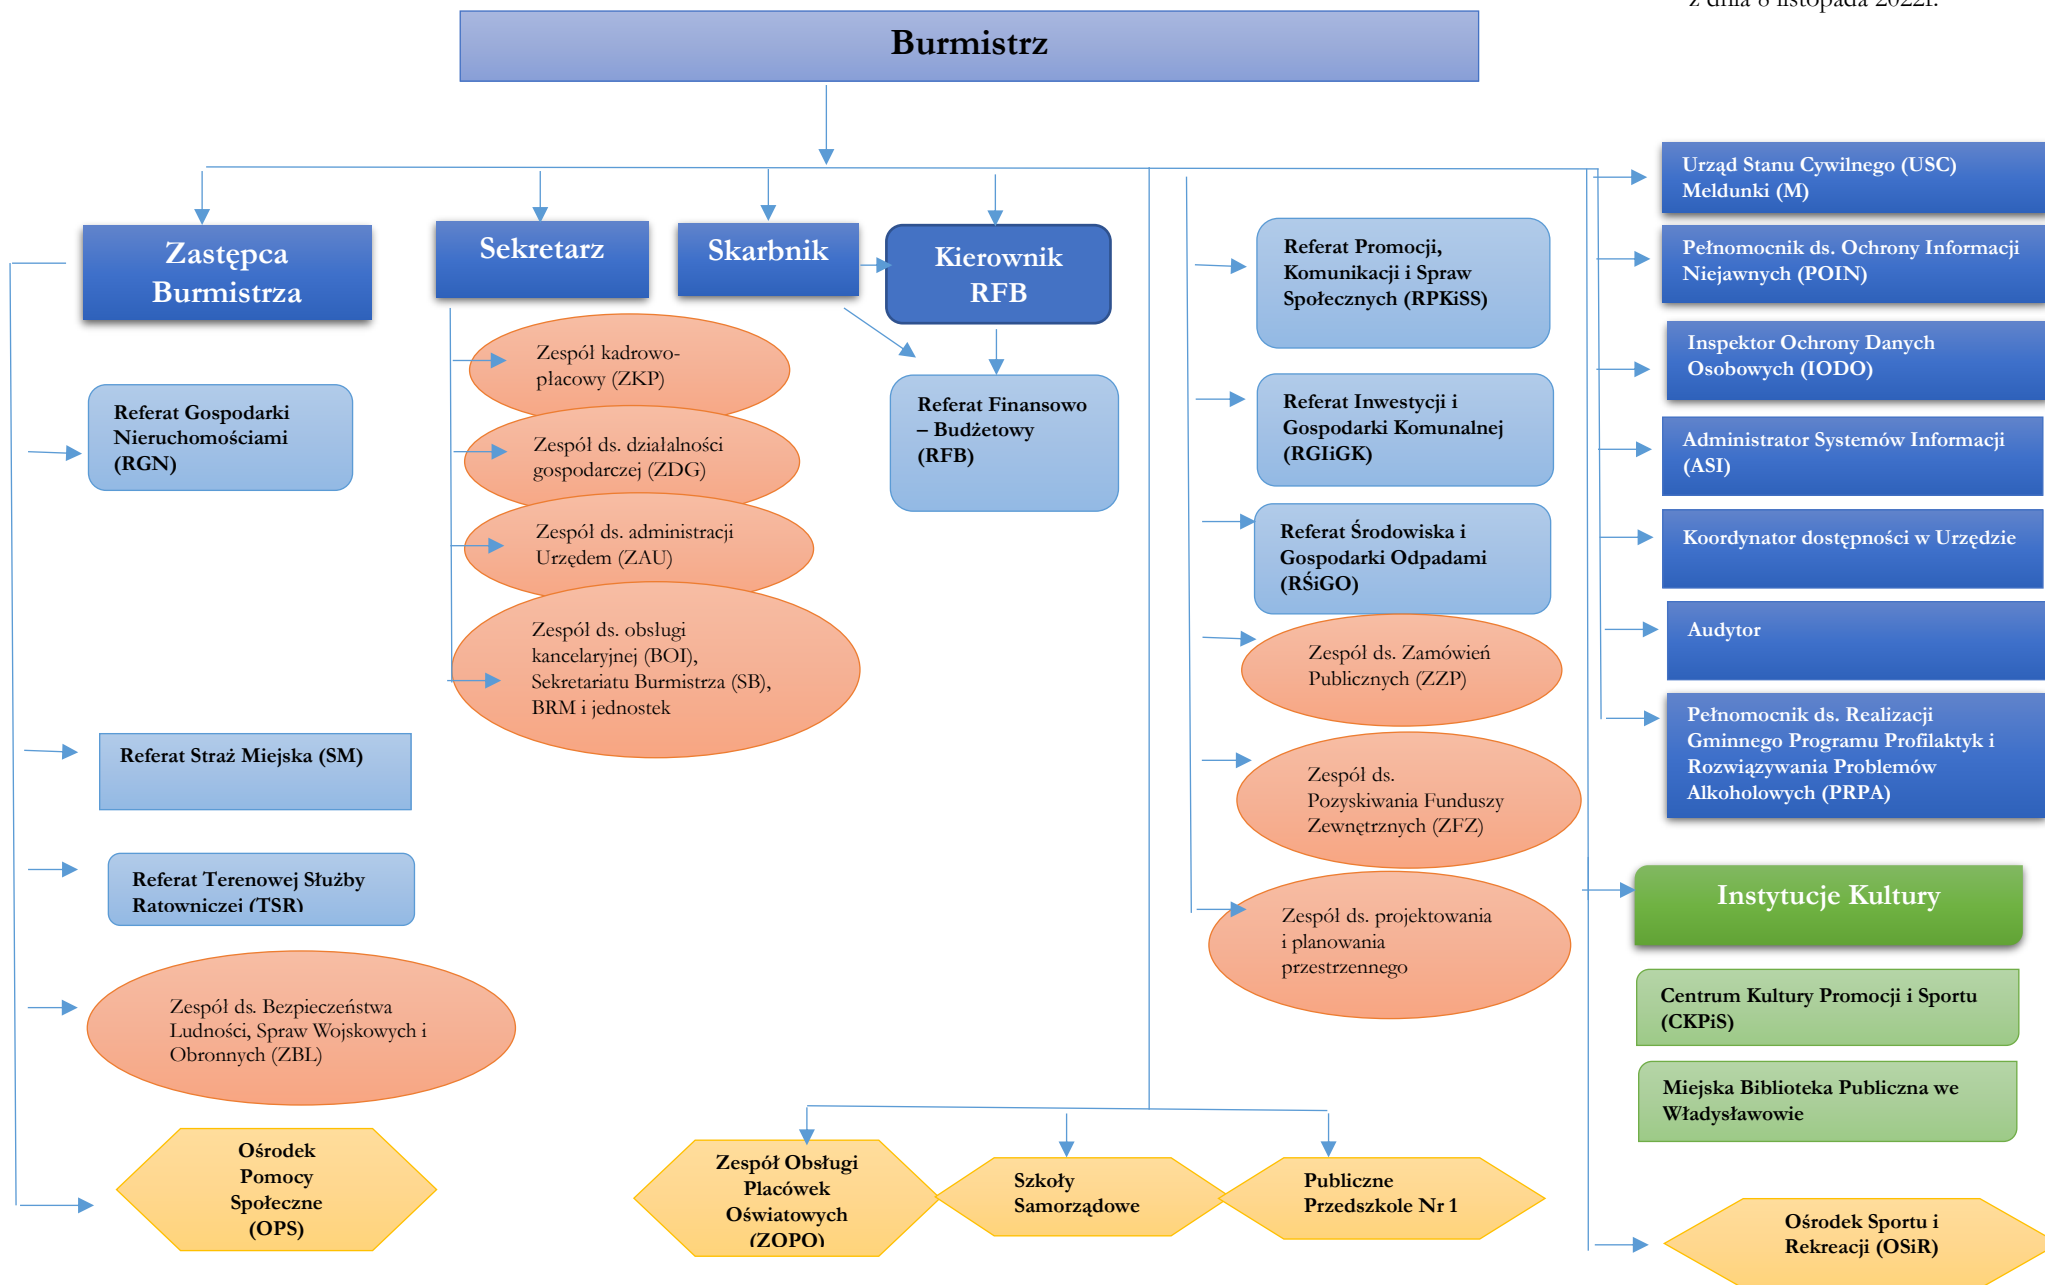 z dnia 8 listopada 2022r.
Burmistrz
Zastępca
Burmistrza
Sekretarz
Skarbnik
Kierownik
RFB
Referat Gospodarki
Nieruchomościami
(RGN)
Referat Straż Miejska (SM)
Referat Terenowej Służby
Ratowniczej (TSR)
Zespół ds. Bezpieczeństwa
Ludności, Spraw Wojskowych i
Obronnych (ZBL)
Ośrodek
Pomocy
Społeczne
(OPS)
Zespół kadrowo-
płacowy (ZKP)
Zespół ds. działalności
gospodarczej (ZDG)
Zespół ds. administracji
Urzędem (ZAU)
Zespół ds. obsługi
kancelaryjnej (BOI),
Sekretariatu Burmistrza (SB),
BRM i jednostek
Referat Finansowo
– Budżetowy
(RFB)
Referat Promocji,
Komunikacji i Spraw
Społecznych (RPKiSS)
Referat Inwestycji i
Gospodarki Komunalnej
(RGIiGK)
Referat Środowiska i
Gospodarki Odpadami
(RŚiGO)
Zespół ds. Zamówień
Publicznych (ZZP)
Zespół ds.
Pozyskiwania Funduszy
Zewnętrznych (ZFZ)
Zespół ds. projektowania
i planowania
przestrzennego
Zespół Obsługi
Placówek
Oświatowych
(ZOPO)
Szkoły
Samorządowe
Publiczne
Przedszkole Nr 1
Urząd Stanu Cywilnego (USC)
Meldunki (M)
Pełnomocnik ds. Ochrony Informacji
Niejawnych (POIN)
Inspektor Ochrony Danych
Osobowych (IODO)
Administrator Systemów Informacji
(ASI)
Koordynator dostępności w Urzędzie
Audytor
Pełnomocnik ds. Realizacji
Gminnego Programu Profilaktyk i
Rozwiązywania Problemów
Alkoholowych (PRPA)
Instytucje Kultury
Centrum Kultury Promocji i Sportu
(CKPiS)
Miejska Biblioteka Publiczna we
Władysławowie
Ośrodek Sportu i
Rekreacji (OSiR)